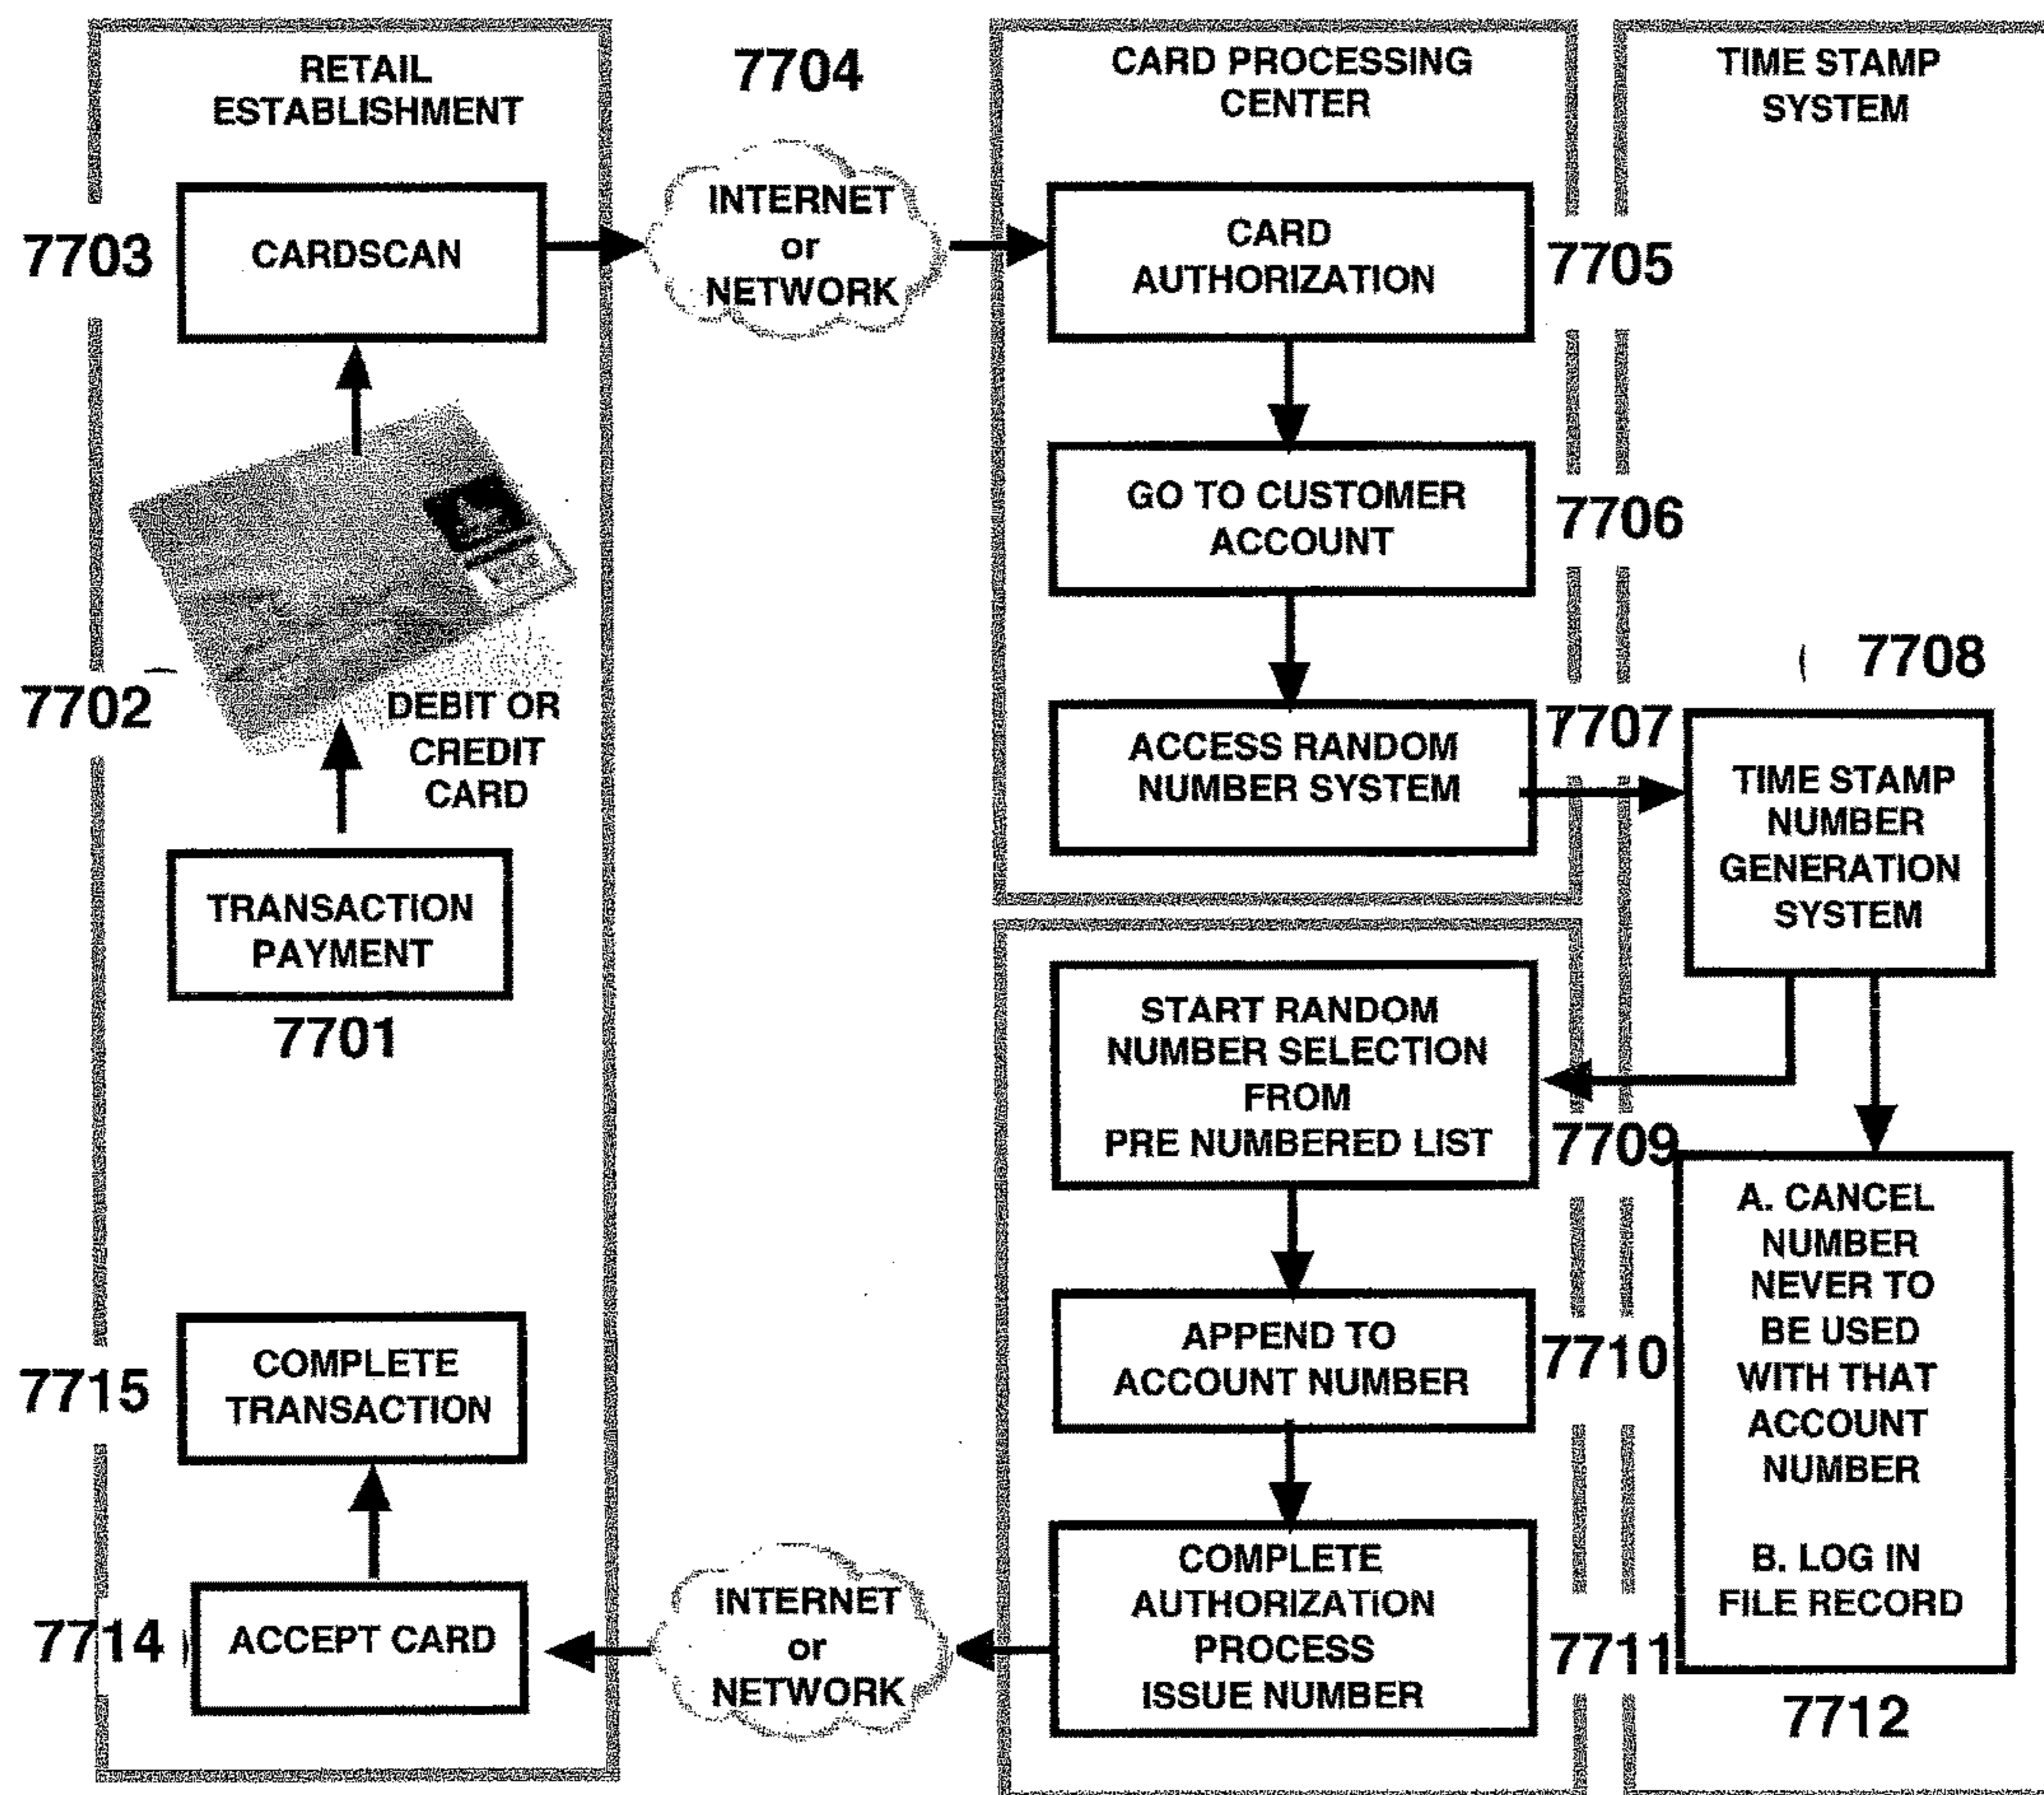 RETAIL
ESTABLISHMENT
7704
CARD PROCESSING
CENTER
TIME STAMP
SYSTEM
7703
CARDSCAN
INTERNET
or
NETWORK
CARD
AUTHORIZATION
7705
GO TO CUSTOMER
ACCOUNT
7706
7702
DEBIT OR
CREDIT
CARD
ACCESS RANDOM
NUMBER SYSTEM
7707
7708
TIME STAMP
NUMBER
GENERATION
SYSTEM
TRANSACTION
PAYMENT
7701
START RANDOM
NUMBER SELECTION
FROM
PRE NUMBERED LIST
7709
A. CANCEL
NUMBER
NEVER TO
BE USED
WITH THAT
ACCOUNT
NUMBER
B. LOG IN
FILE RECORD
7712
APPEND TO
ACCOUNT NUMBER
7710
COMPLETE
AUTHORIZATION
PROCESS
ISSUE NUMBER
7711
INTERNET
or
NETWORK
7715
COMPLETE
TRANSACTION
7714
ACCEPT CARD